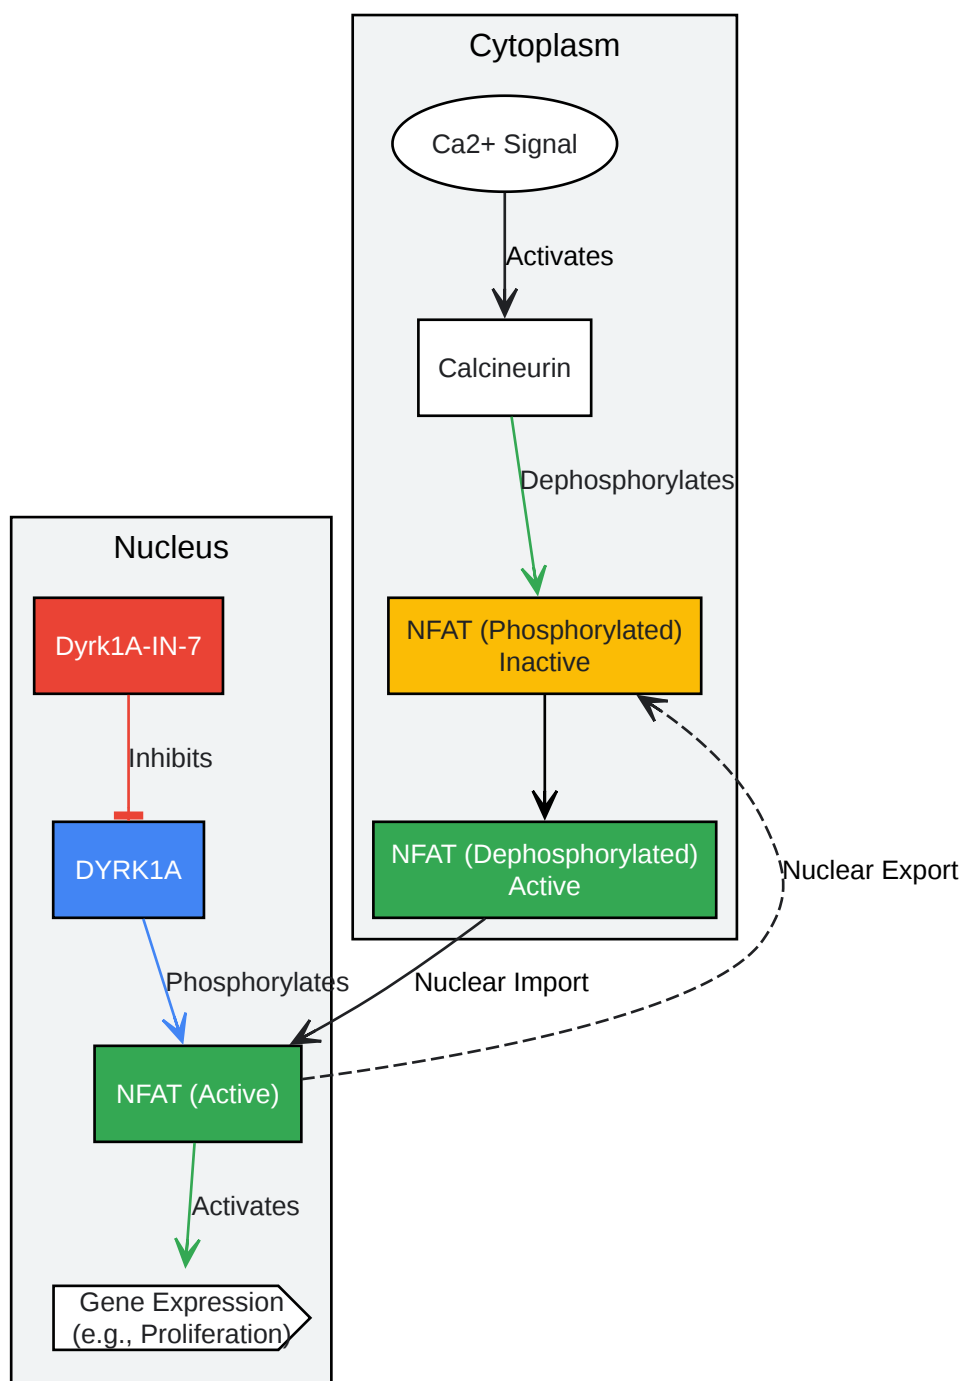 Cytoplasm
Ca2+ Signal
Activates
Calcineurin
Dephosphorylates
NFAT (Phosphorylated)
Inactive
NFAT (Dephosphorylated)
Active
Nuclear Export
Nuclear Import
Nucleus
Dyrk1A-IN-7
Inhibits
DYRK1A
Phosphorylates
NFAT (Active)
Activates
Gene Expression
(e.g., Proliferation)